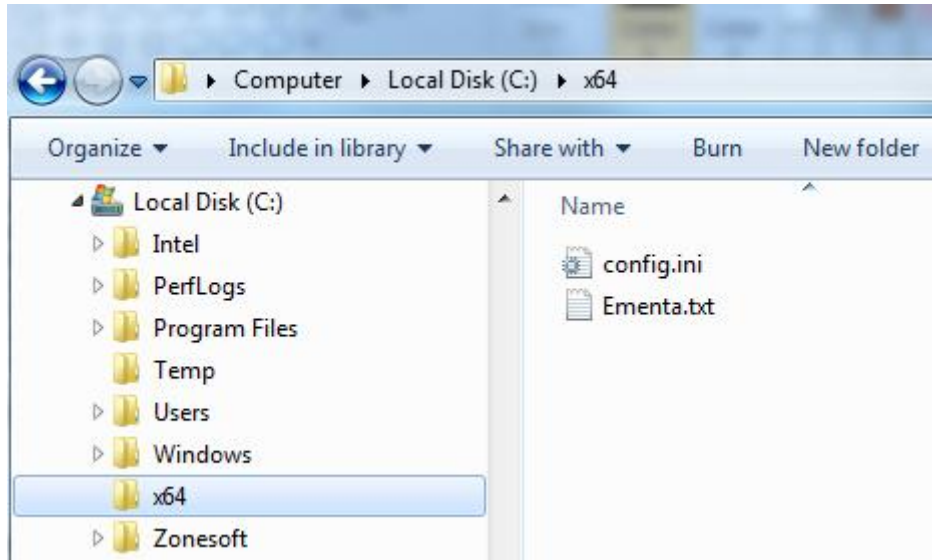 Computer Local Disk (C:) x64
Organize Include in library Share with Burn New folder
Local Disk (C:)
Intel
PerfLogs
Program Files
Temp
Users
Windows
x64
Zonesoft
Name
config.ini
Ementa.txt